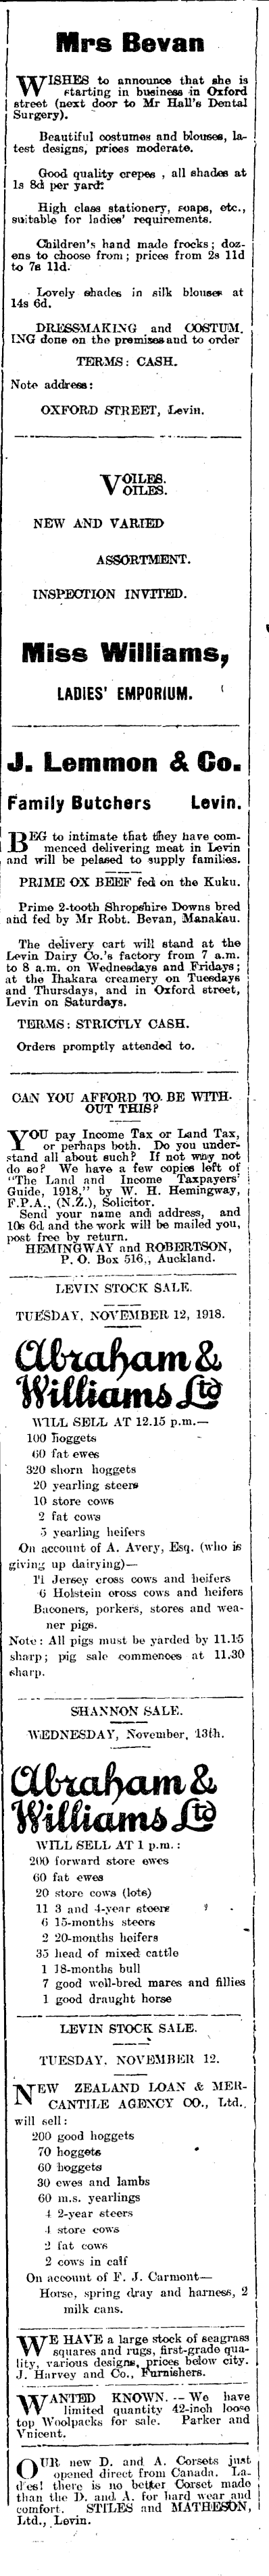 Mrs Bevan
WISHES to announce that she is
starting in business in Oxford
street (next door to Mr Hall's Dental
Surgery).
Beautiful costumes and blouses, la-
test designs, prices moderate.
Good quality crepes , all shades at
1s 8d per yard:
High class stationery, soaps, etc.,
suitable for ladies' requirements.
Children's hand made frocks; doz-
ens to choose from; prices from 2s 11d
to 7s 11d.
Lovely shades in silk blouses at
14s 6d.
DRESSMAKING and COSTUM.
ING done on the premises and to order
TERMS: CASH.
Note address:
OXFORD STREET, Levin.
VOILES.
OILES.
NEW AND VARIED
ASSORTMENT.
INSPECTION INVITED.
Miss Williams,
LADIES' EMPORIUM.
J. Lemmon & Co.
Family Butchers Levin.
BEG to intimate that they have com-
menced delivering meat in Levin
and will be pelased to supply families.
PRIME OX BEEF fed on the Kuku.
Prime 2-tooth Shropshire Downs bred
and fed by Mr Robt. Bevan, Manakau.
The delivery cart will stand at the
Levin Dairy Co.'s factory from 7 a.m.
to 8 a.m. on Wednesdays and Fridays;
at the Ihakara creamery on Tuesdays
and Thursdays, and in Oxford street,
Levin on Saturdays.
TERMS: STRICTLY CASH.
Orders promptly attended to.
CAN YOU AFFORD TO BE WITH-
OUT THIS?
YOU pay Income Tax or Land Tax,
or perhaps both. Do you under-
stand all about such? If not why not
do so? We have a few copies left of
"The Land and Income Taxpayers'
Guide, 1918," by W. H. Hemingway,
F.P.A., (N.Z.), Solicitor.
Send your name and address, and
10s 6d and the work will be mailed you,
post free by return.
HEMINGWAY and ROBERTSON,
P. O. Box 516,, Auckland.
LEVIN STOCK SALE.
TUESDAY, NOVEMBER 12, 1918.
Abraham &
Williams Ltd
WILL SELL AT 12.15 p.m.—
100 hoggets
60 fat ewes
320 shorn hoggets
20 yearling steers
10 store cows
2 fat cows
5 yearling heifers
On account of A. Avery, Esq. (who is
giving up dairying)—
14 Jersey cross cows and heifers
6 Holstein cross cows and heifers
Baconers, porkers, stores and wea-
ner pigs.
Note: All pigs must be yarded by 11.15
sharp; pig sale commences at 11.30
sharp.
SHANNON SALE.
WEDNESDAY, November, 13th.
Abraham &
Williams Ltd
WILL SELL AT 1 p.m.:
200 forward store ewes
60 fat ewes
20 store cows (lots)
11 3 and 4-year steers
6 15-months steers
2 20-months heifers
35 head of mixed cattle
1 18-months bull
7 good well-bred mares and fillies
1 good draught horse
LEVIN STOCK SALE.
TUESDAY. NOVEMBER 12.
NEW ZEALAND LOAN & MER-
CANTILE AGENCY CO., Ltd.,
will sell:
200 good hoggets
70 hoggets
60 hoggets
30 ewes and lambs
60 m.s. yearlings
4 2-year steers
4 store cows
2 fat cows
2 cows in calf
On account of F. J. Carmont—
Horse, spring dray and harness, 2
milk cans.
WE HAVE a large stock of seagrass
squares and rugs, first-grade qua-
lity, various designs, prices below city.
J. Harvey and Co., Furnishers.
WANTED KNOWN. -- We have
limited quantity 42-inch loose
top Woolpacks for sale. Parker and
Vnicent.
OUR new D. and A. Corsets just
opened direct from Canada. La-
dies! there is no better Corset made
than the D. and A. for hard wear and
comfort. STILES and MATHESON,
Ltd., Levin.